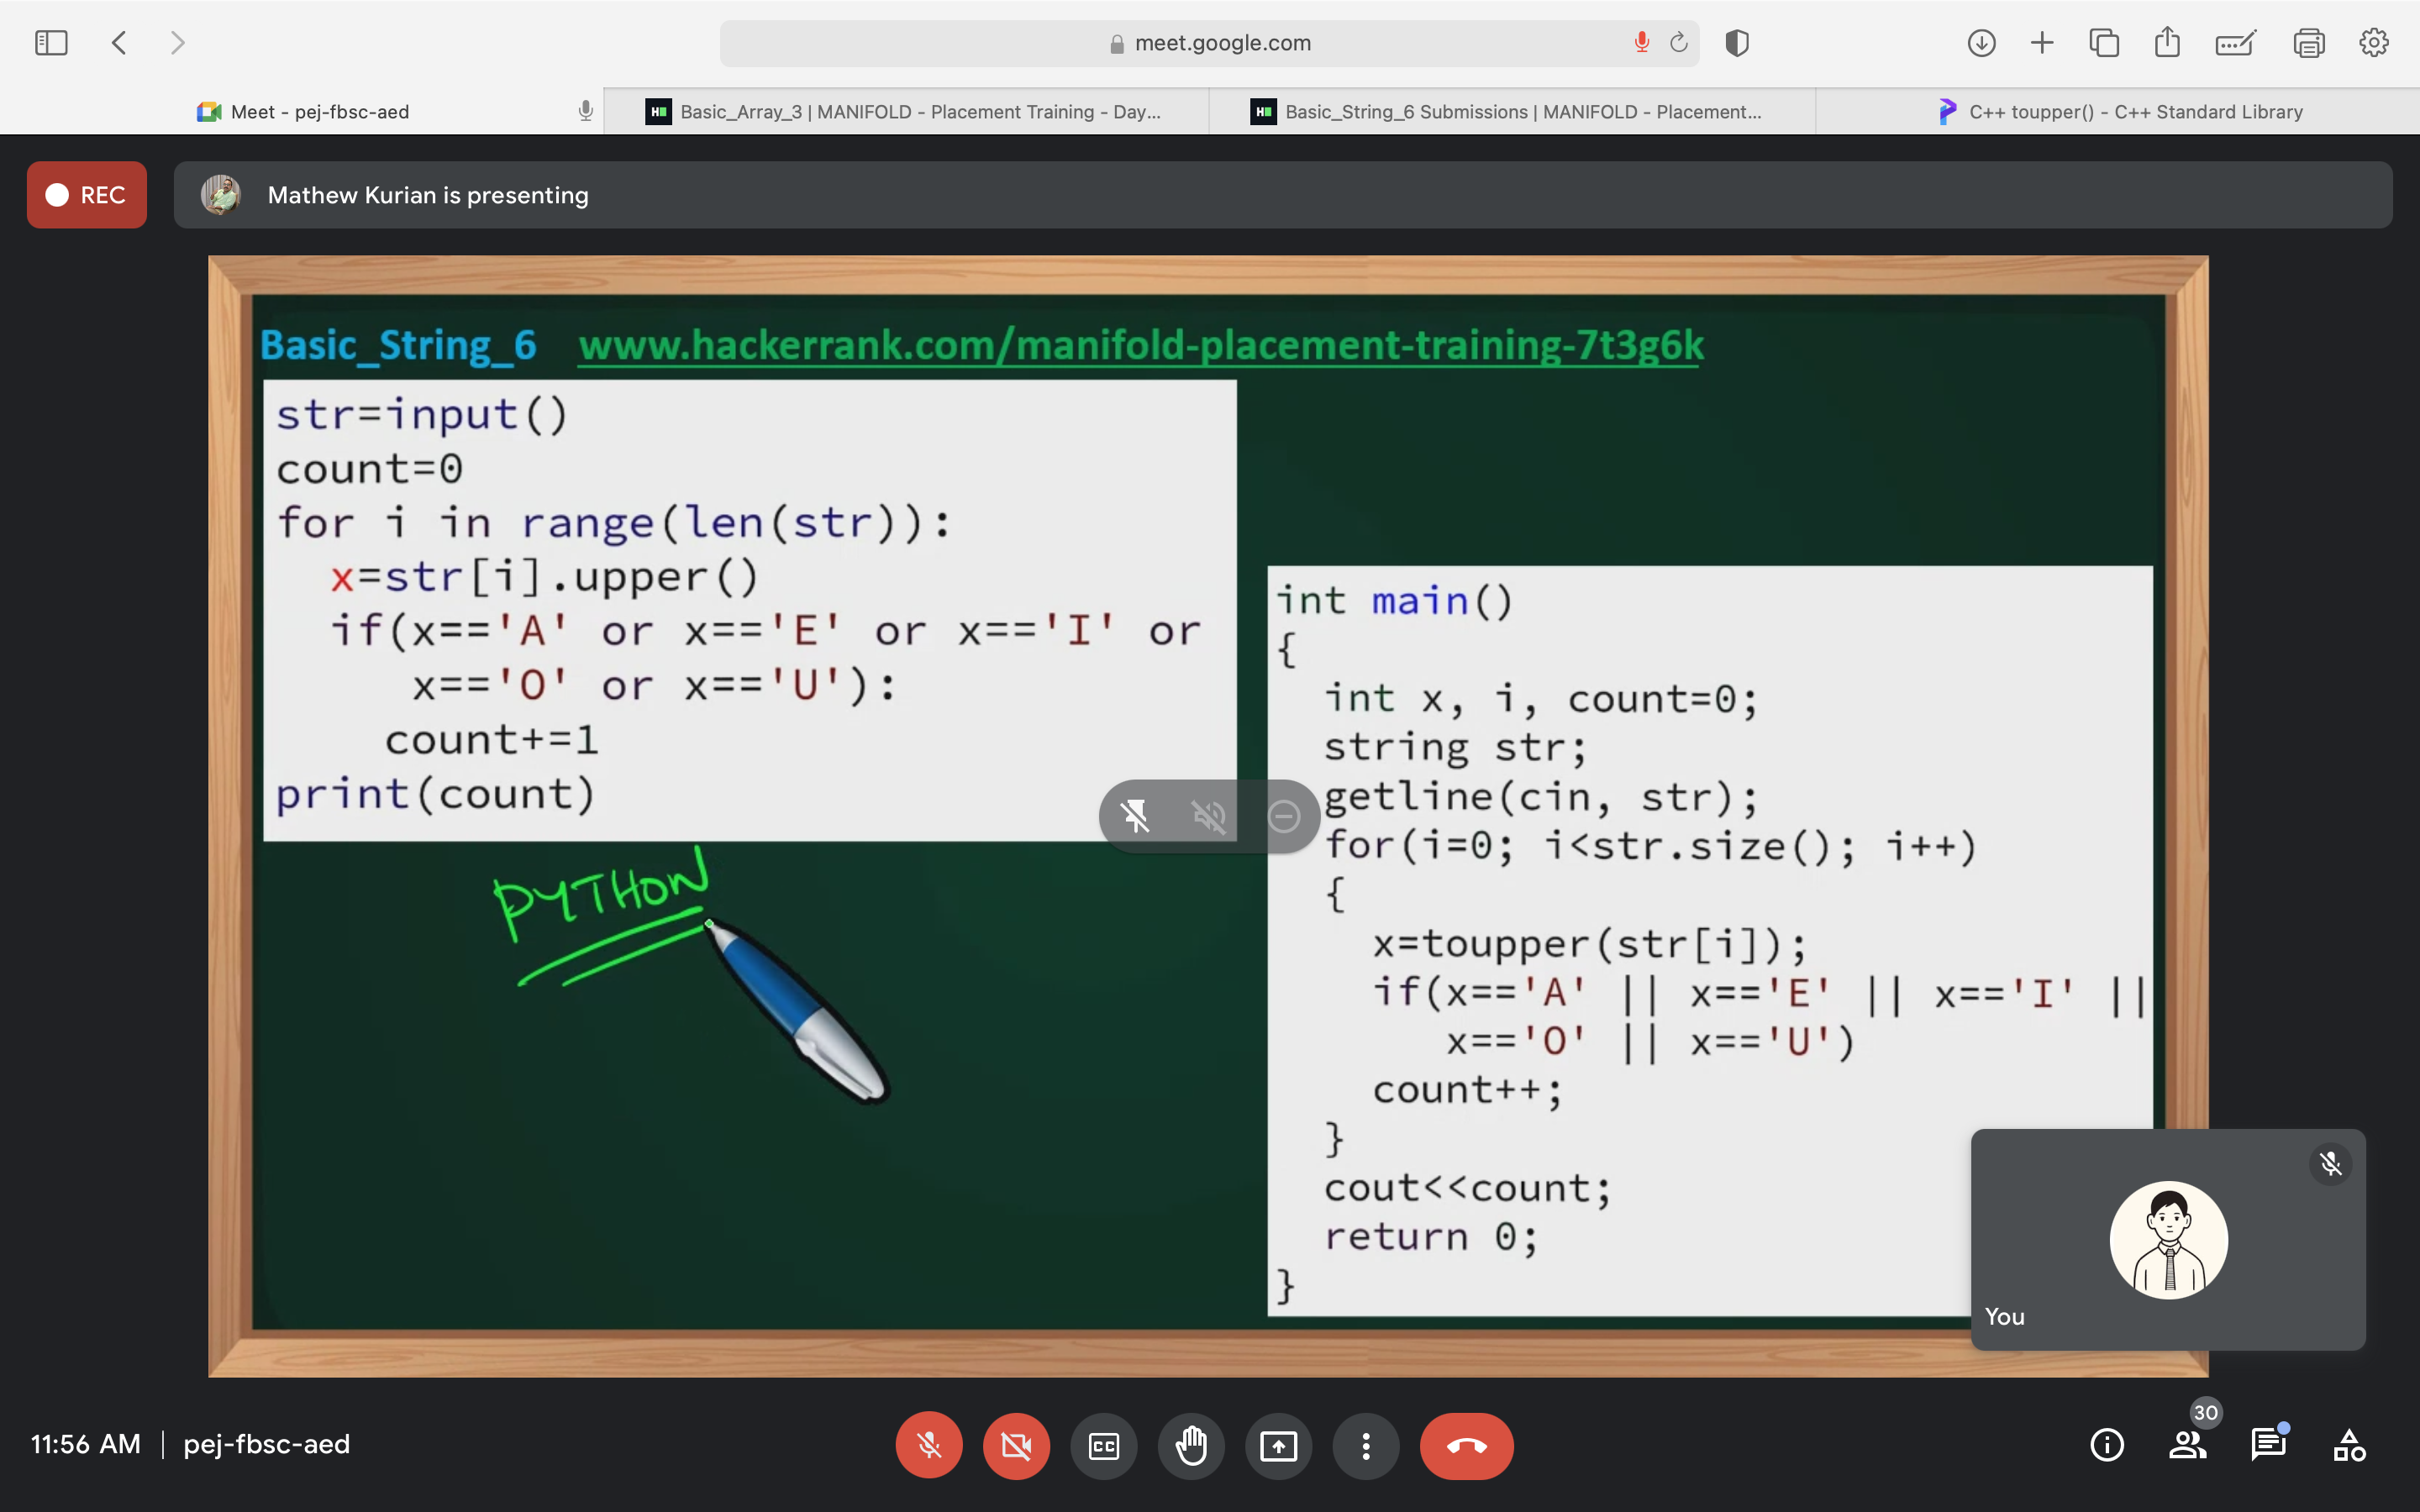 meet.google.com
Meet - pej-fbsc-aed
Basic_Array_3 | MANIFOLD - Placement Training - Day...
Basic_String_6 Submissions | MANIFOLD - Placement...
C++ toupper() - C++ Standard Library
REC
Mathew Kurian is presenting
Basic_String_6 www.hackerrank.com/manifold-placement-training-7t3g6k
str=input()
count=0
for i in range(len(str)):
x=str[i].upper()
if(x=='A' or x=='E' or x=='I' or
x=='O' or x=='U'):
count+=1
print(count)
PYTHON
int main()
{
int x, i, count=0;
string str;
getline(cin, str);
for(i=0; i<str.size(); i++)
{
x=toupper(str[i]);
if(x=='A' || x=='E' || x=='I' ||
x=='O' || x=='U')
count++;
}
cout<<count;
return 0;
}
You
11:56 AM | pej-fbsc-aed
CC
30